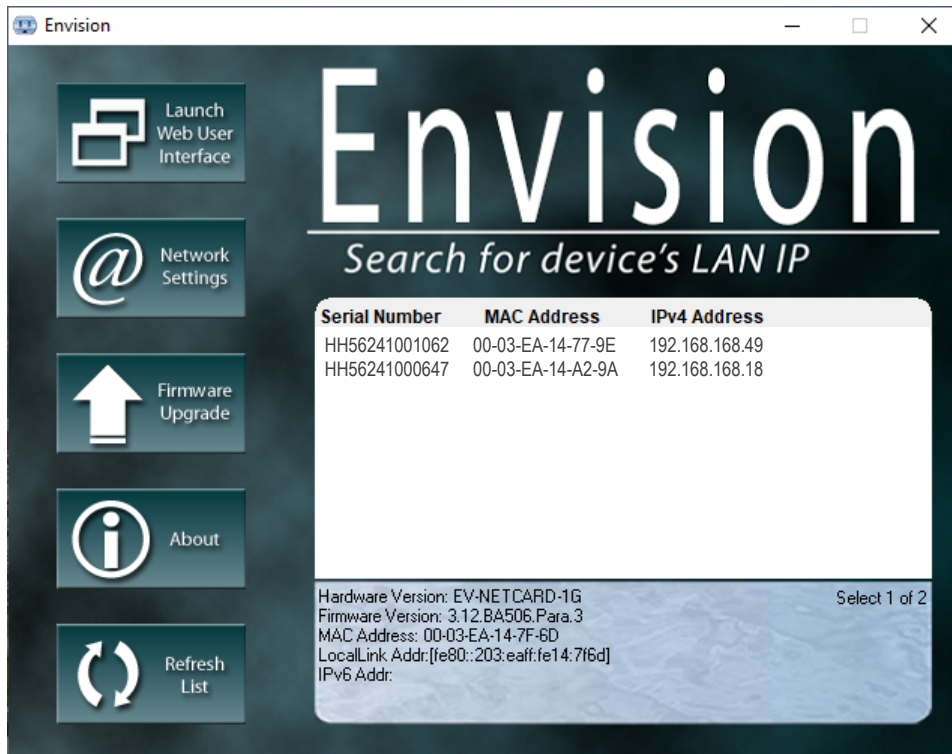 Envision
Launch
Web User
Interface
Network
Settings
Firmware
Upgrade
About
Refresh
List
Envision
Search for device's LAN IP
Serial Number MAC Address IPv4 Address
HH56241001062 00-03-EA-14-77-9E 192.168.168.49
HH56241000647 00-03-EA-14-A2-9A 192.168.168.18
Hardware Version: EV-NETCARD-1G Select 1 of 2
Firmware Version: 3.12.BA506.Para.3
MAC Address: 00-03-EA-14-7F-6D
LocalLink Addr:[fe80::203:eaff:fe14:7f6d]
IPv6 Addr: